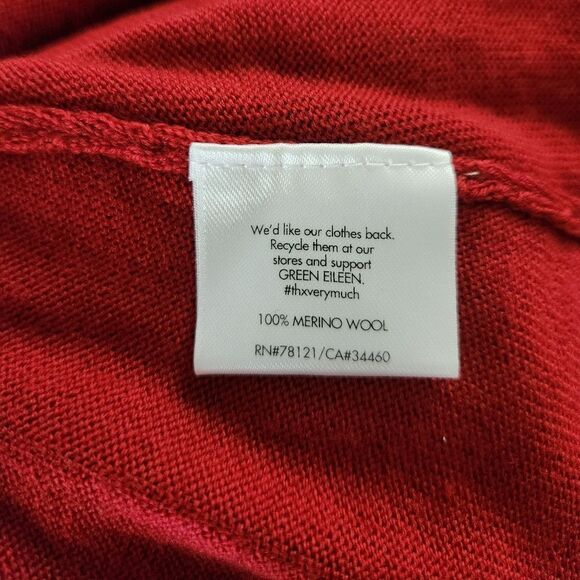 We'd like our clothes back.
Recycle them at our
stores and support
GREEN EILEEN.
#thxverymuch
100% MERINO WOOL
RN#78121/CA#34460